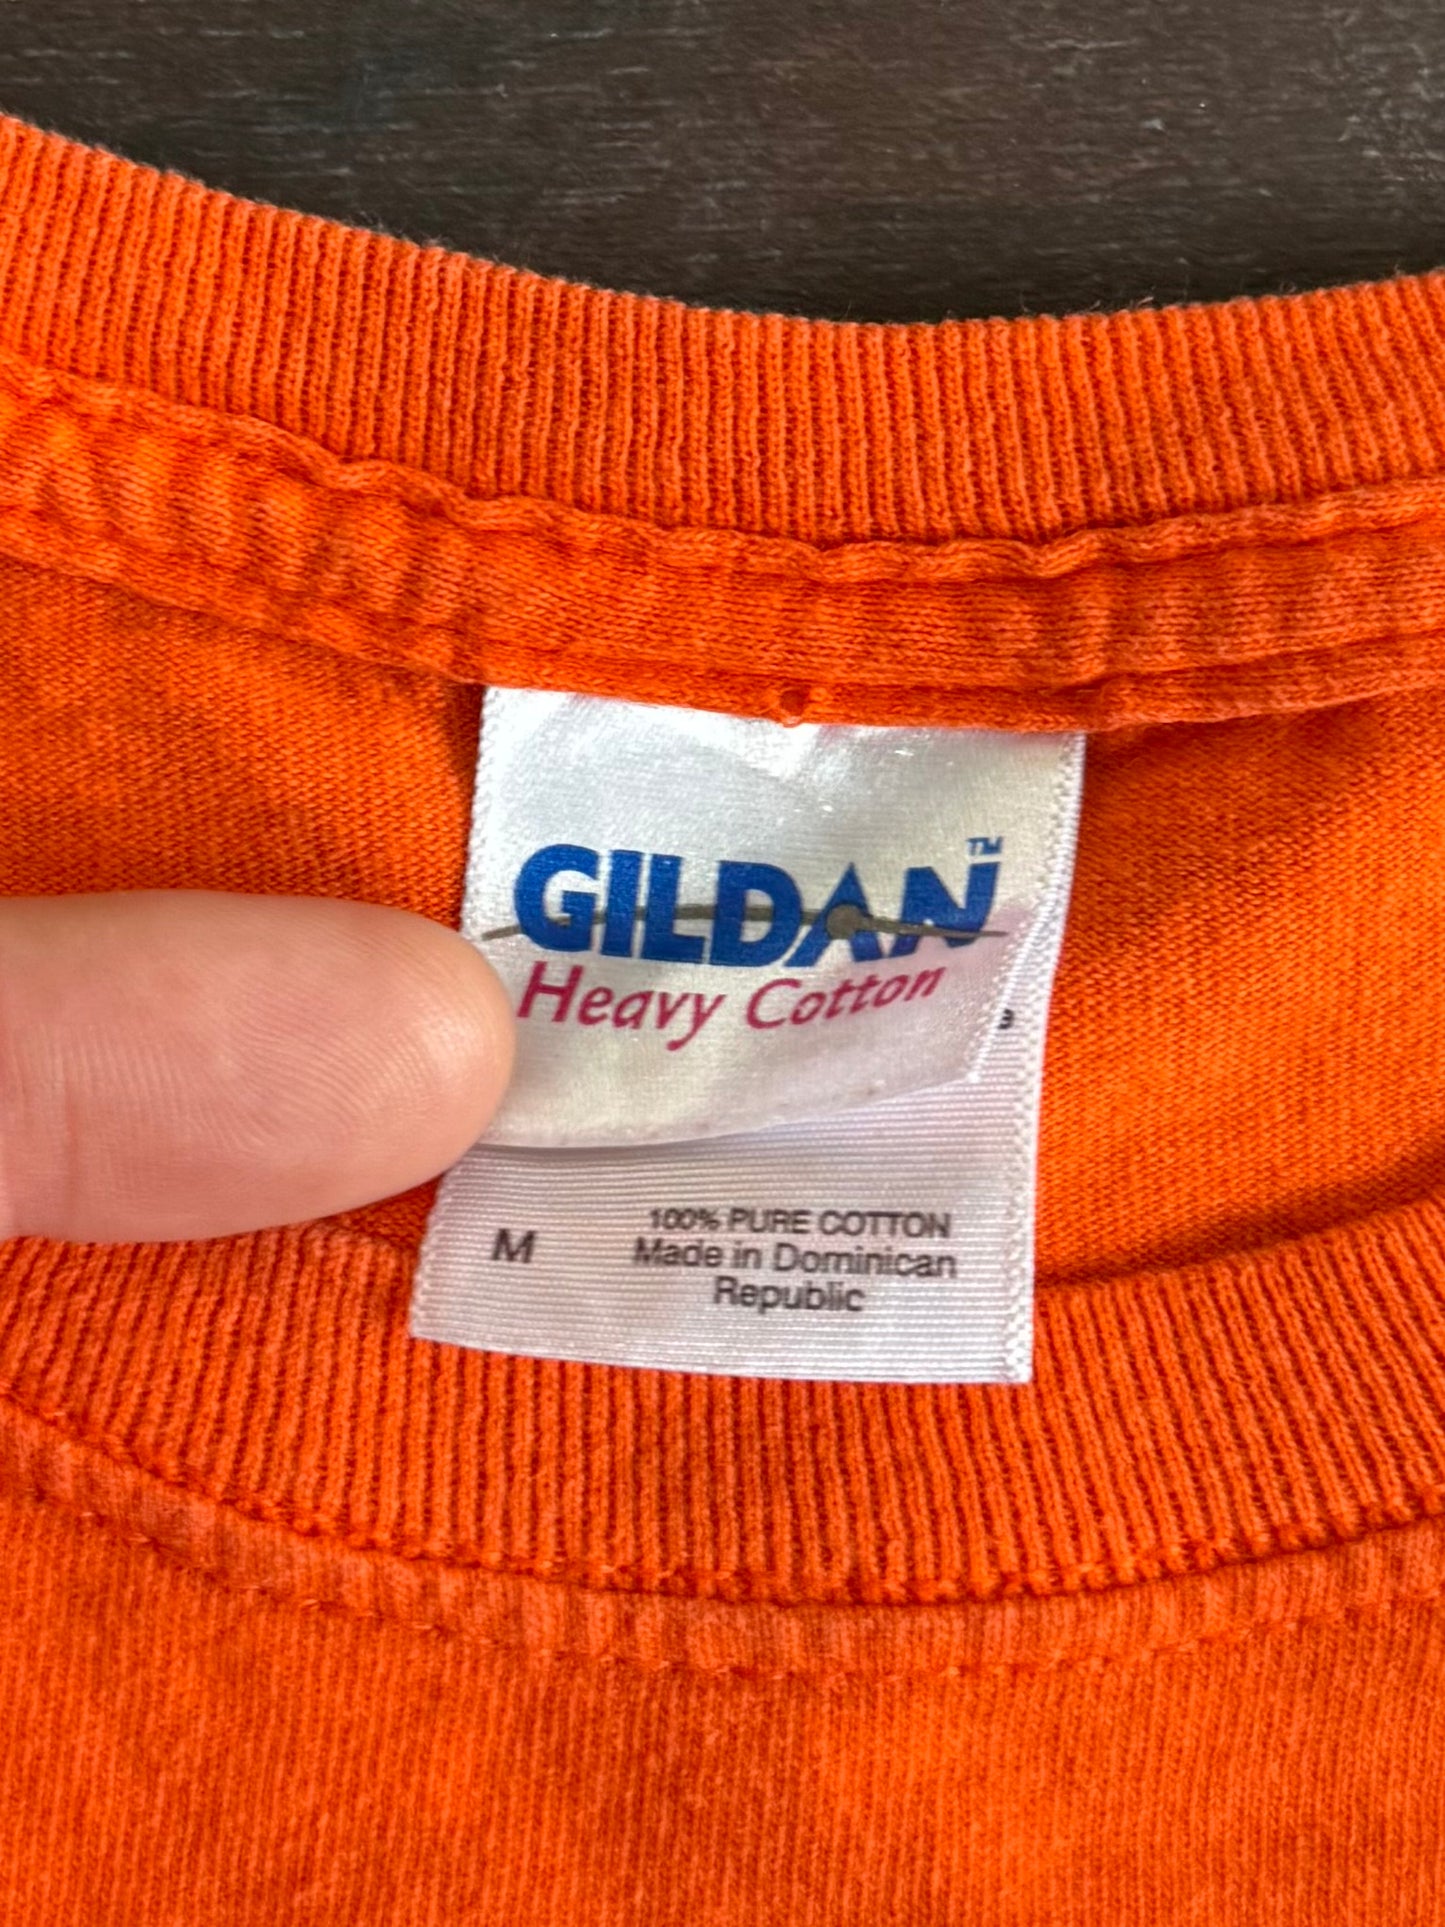 GILDAN™
Heavy Cotton
100% PURE COTTON
M Made in Dominican
Republic